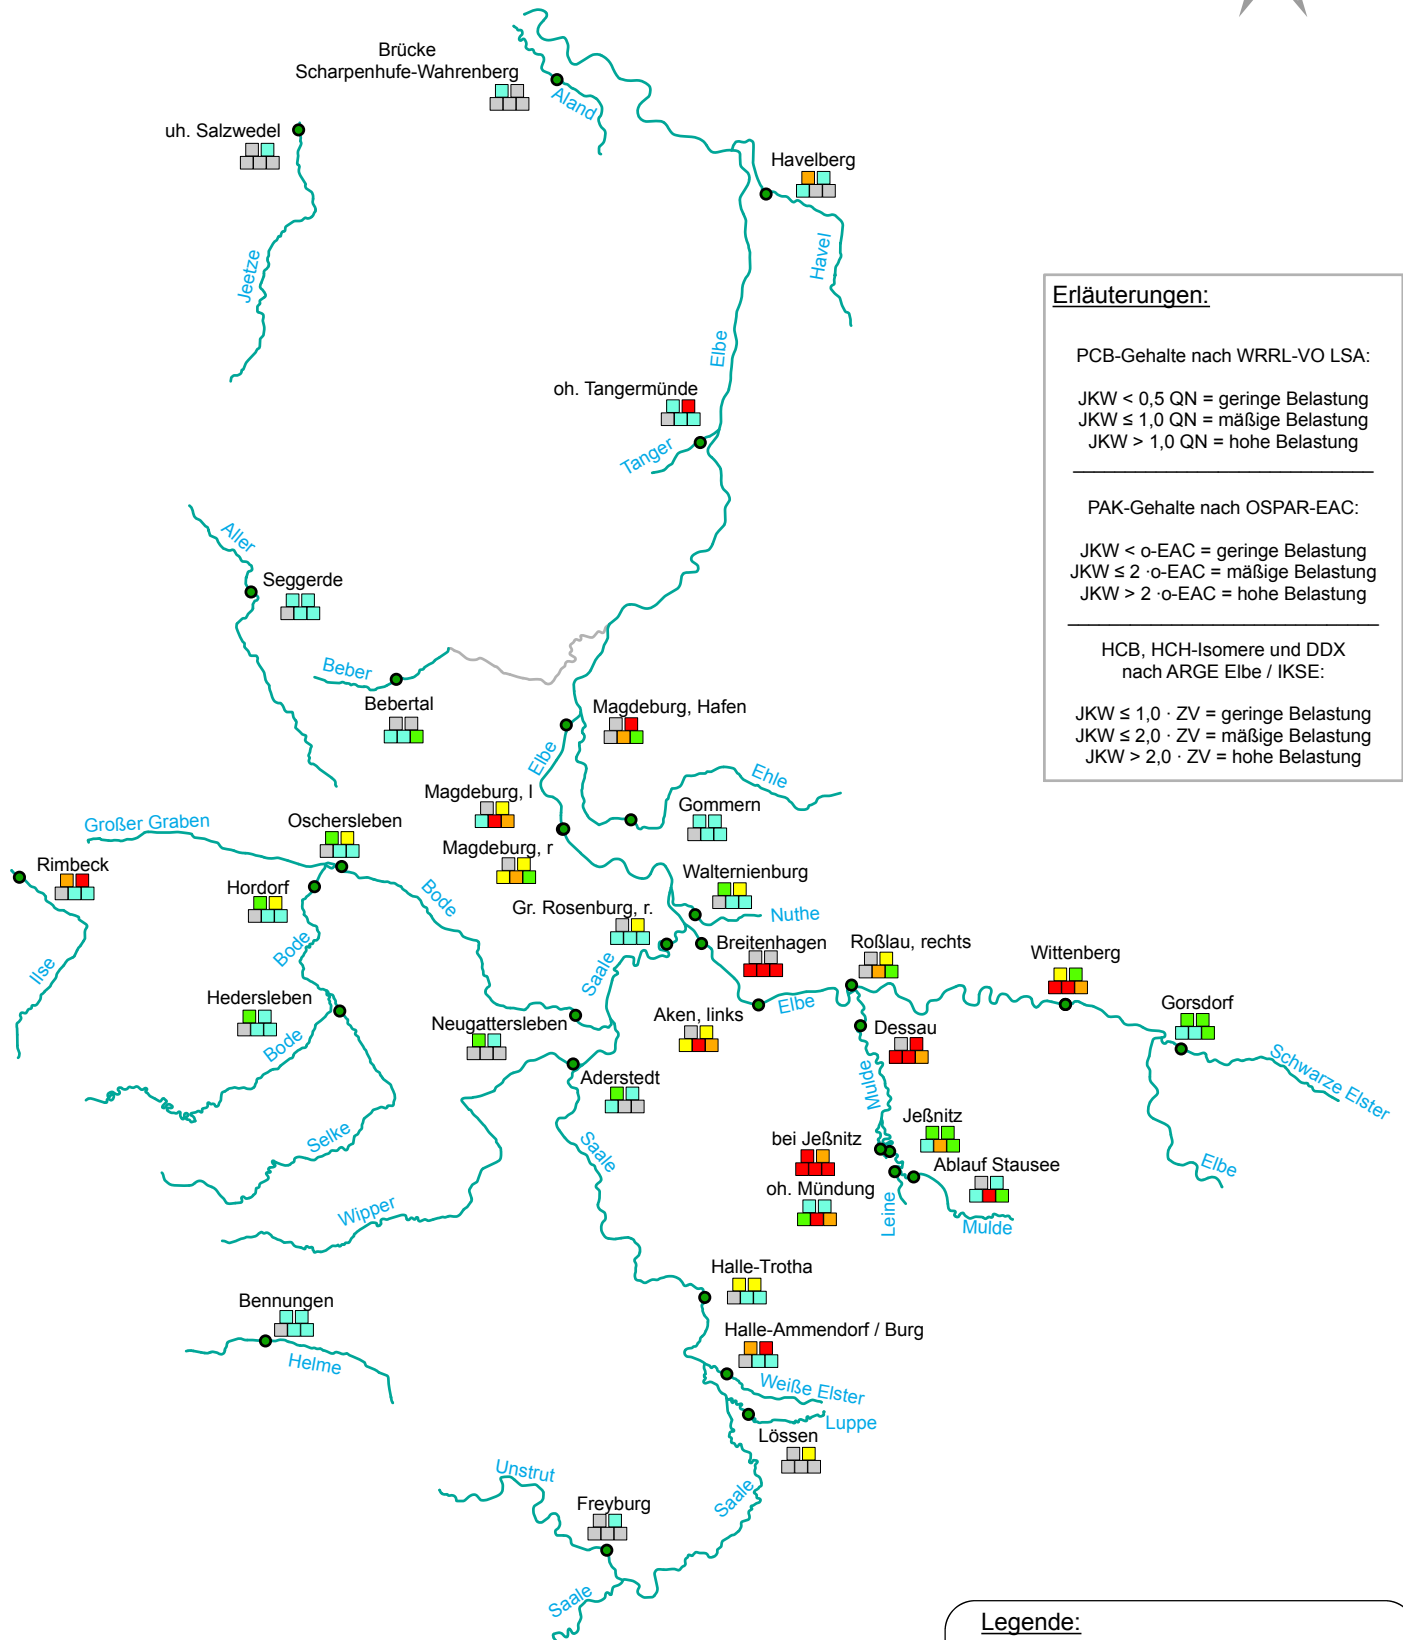 Brücke
Scharpenhufe-Wahrenberg
Aland
uh. Salzwedel
Havelberg
Jeetze
Havel
Erläuterungen:
PCB-Gehalte nach WRRL-VO LSA:
JKW < 0,5 QN = geringe Belastung
JKW ≤ 1,0 QN = mäßige Belastung
JKW > 1,0 QN = hohe Belastung
PAK-Gehalte nach OSPAR-EAC:
JKW < o-EAC = geringe Belastung
JKW ≤ 2 ·o-EAC = mäßige Belastung
JKW > 2 ·o-EAC = hohe Belastung
HCB, HCH-Isomere und DDX
nach ARGE Elbe / IKSE:
JKW ≤ 1,0 · ZV = geringe Belastung
JKW ≤ 2,0 · ZV = mäßige Belastung
JKW > 2,0 · ZV = hohe Belastung
Elbe
oh. Tangermünde
Tanger
Aller
Seggerde
Beber
Bebertal
Magdeburg, Hafen
Elbe
Ehle
Magdeburg, l
Gommern
Großer Graben
Oschersleben
Magdeburg, r
Rimbeck
Hordorf
Bode
Walternienburg
Nuthe
Gr. Rosenburg, r.
Breitenhagen
Roßlau, rechts
Wittenberg
Ilse
Bode
Saale
Hedersleben
Elbe
Gorsdorf
Neugattersleben
Aken, links
Dessau
Bode
Schwarze Elster
Aderstedt
Mulde
Jeßnitz
Selke
Saale
bei Jeßnitz
Ablauf Stausee
Elbe
oh. Mündung
Wipper
Leine
Mulde
Halle-Trotha
Bennungen
Halle-Ammendorf / Burg
Helme
Weiße Elster
Luppe
Lössen
Unstrut
Saale
Freyburg
Saale
Legende: